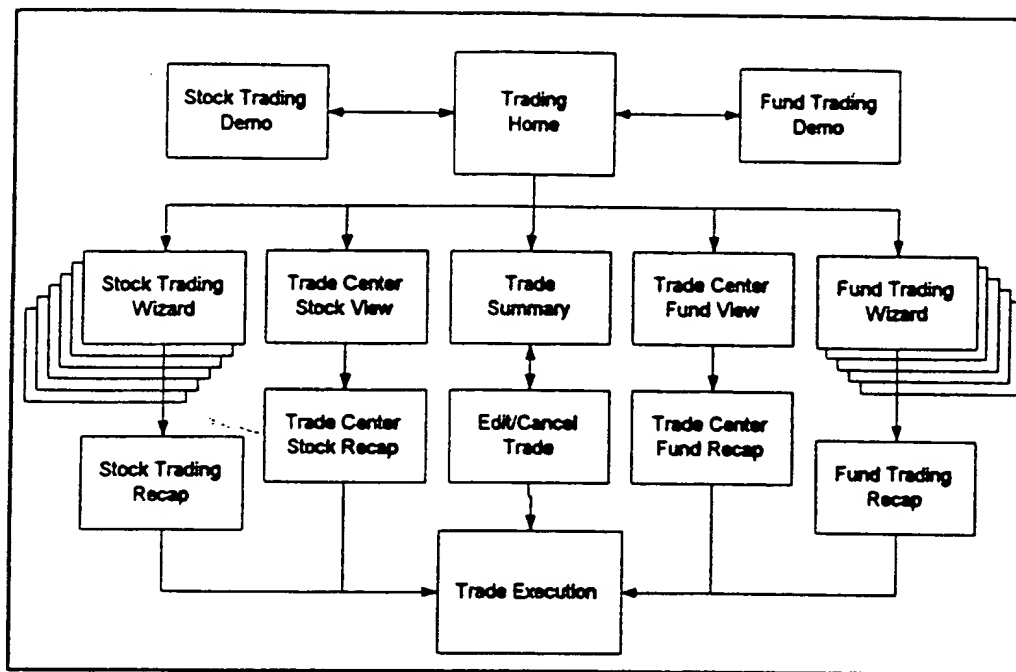 Stock Trading
Demo
Trading
Home
Fund Trading
Demo
Stock Trading
Wizard
Trade Center
Stock View
Trade
Summary
Trade Center
Fund View
Fund Trading
Wizard
Trade Center
Stock Recap
Edit/Cancel
Trade
Trade Center
Fund Recap
Stock Trading
Recap
Fund Trading
Recap
Trade Execution